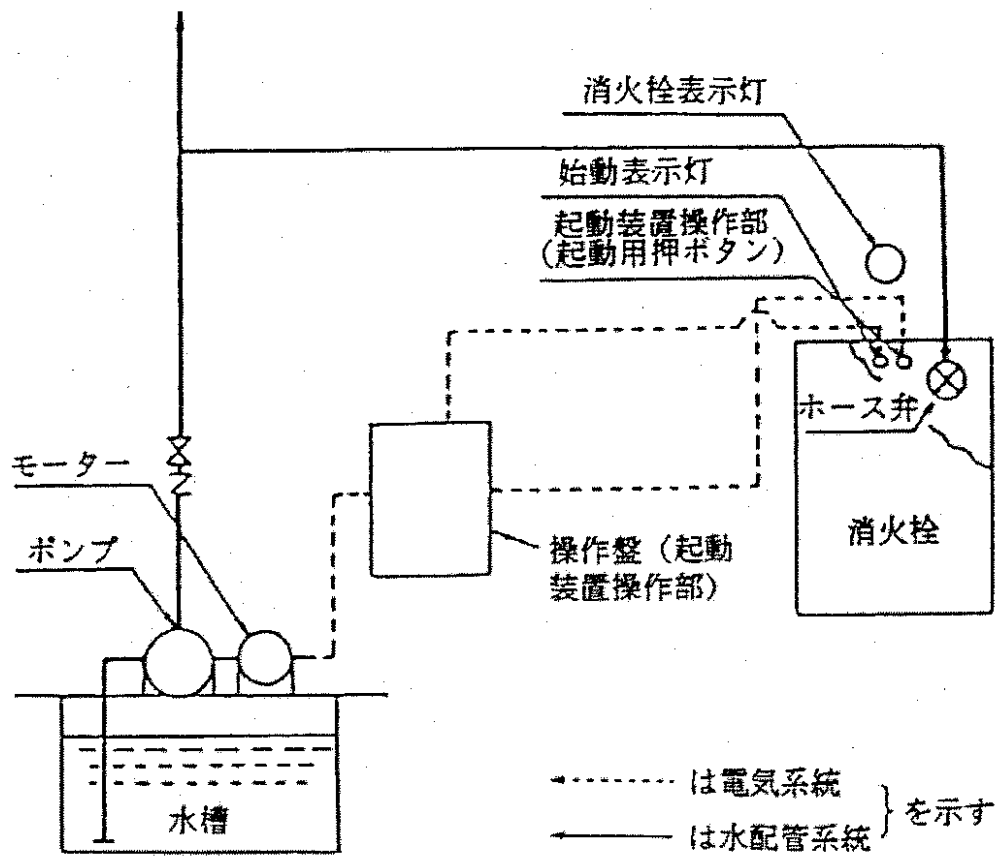 消火栓表示灯
始動表示灯
起動装置操作部
(起動用押ボタン)
ホース弁
モーター
ポンプ
操作盤(起動
装置操作部)
消火栓
水槽
は電気系統
は水配管系統
を示す